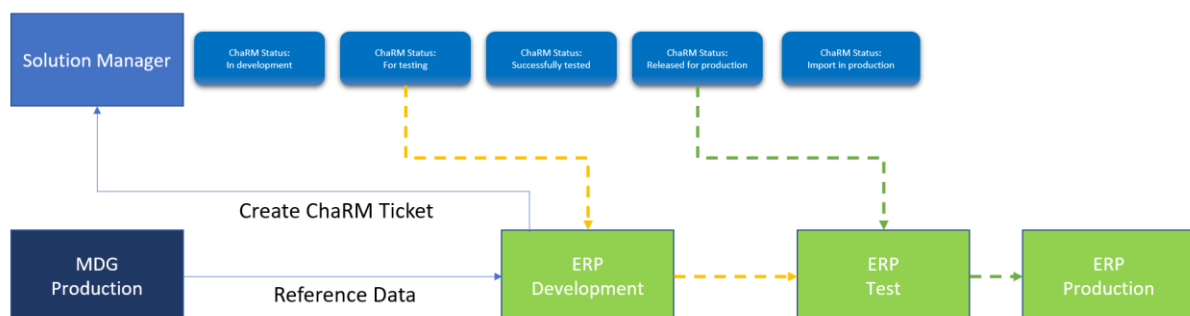 Solution Manager
ChaRM Status:
In development
ChaRM Status:
For testing
ChaRM Status:
Successfully tested
ChaRM Status:
Released for production
ChaRM Status:
Import in production
Create ChaRM Ticket
MDG
Production
Reference Data
ERP
Development
ERP
Test
ERP
Production